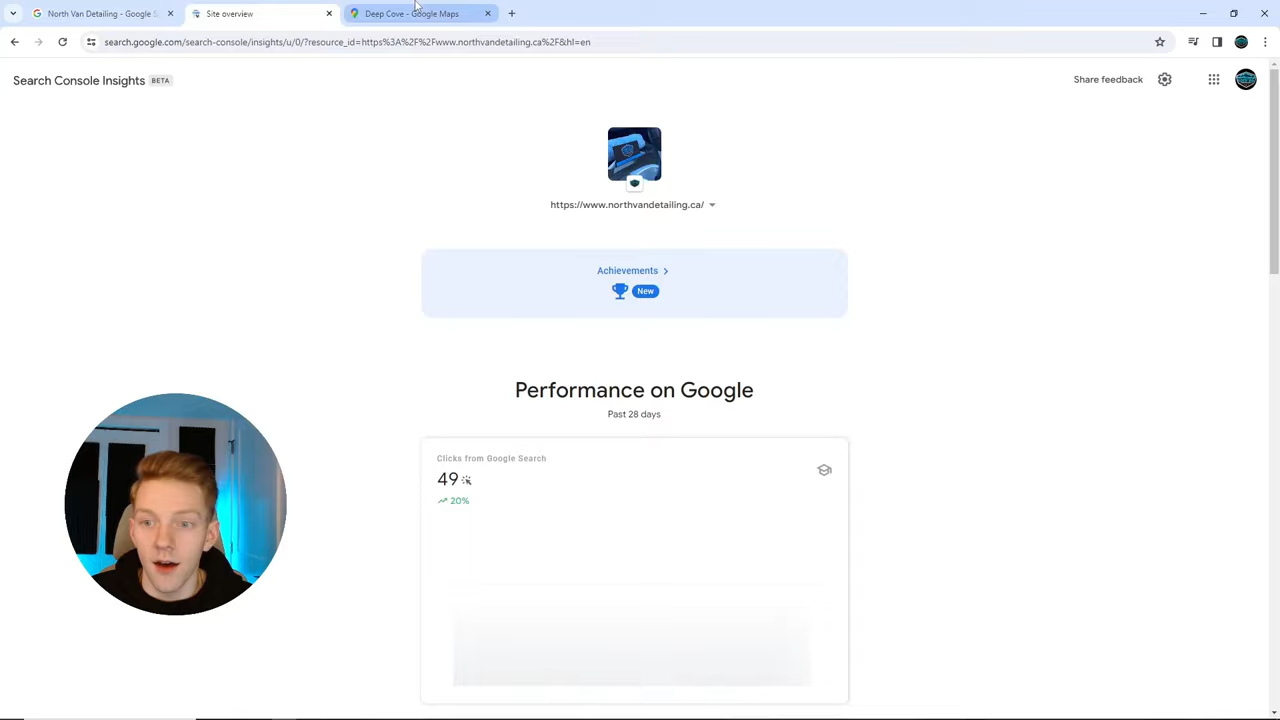 North Van Detailing - Google S
Site overview
Deep Cove - Google Maps
search.google.com/search-console/insights/u/0/?resource_id=https%3A%2F%2Fwww.northvandetailing.ca%2F&hl=en
Search Console Insights BETA
Share feedback
https://www.northvandetailing.ca/
Achievements
New
Performance on Google
Past 28 days
Clicks from Google Search
49
20%